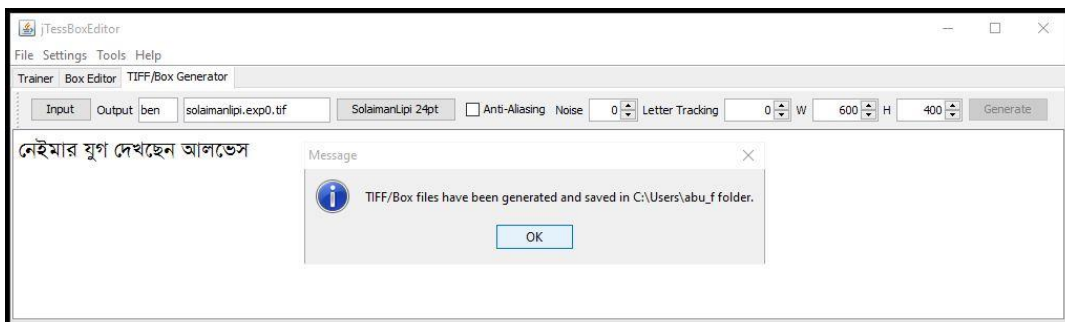 jTessBoxEditor
File Settings Tools Help
Trainer Box Editor TIFF/Box Generator
Input Output ben solaimanlipi.exp0.tif SolaimanLipi 24pt Anti-Aliasing Noise 0 Letter Tracking 0 W 600 H 400 Generate
নেইমার যুগ দেখছেন আলভেস
Message
TIFF/Box files have been generated and saved in C:\Users\abu_f folder.
OK